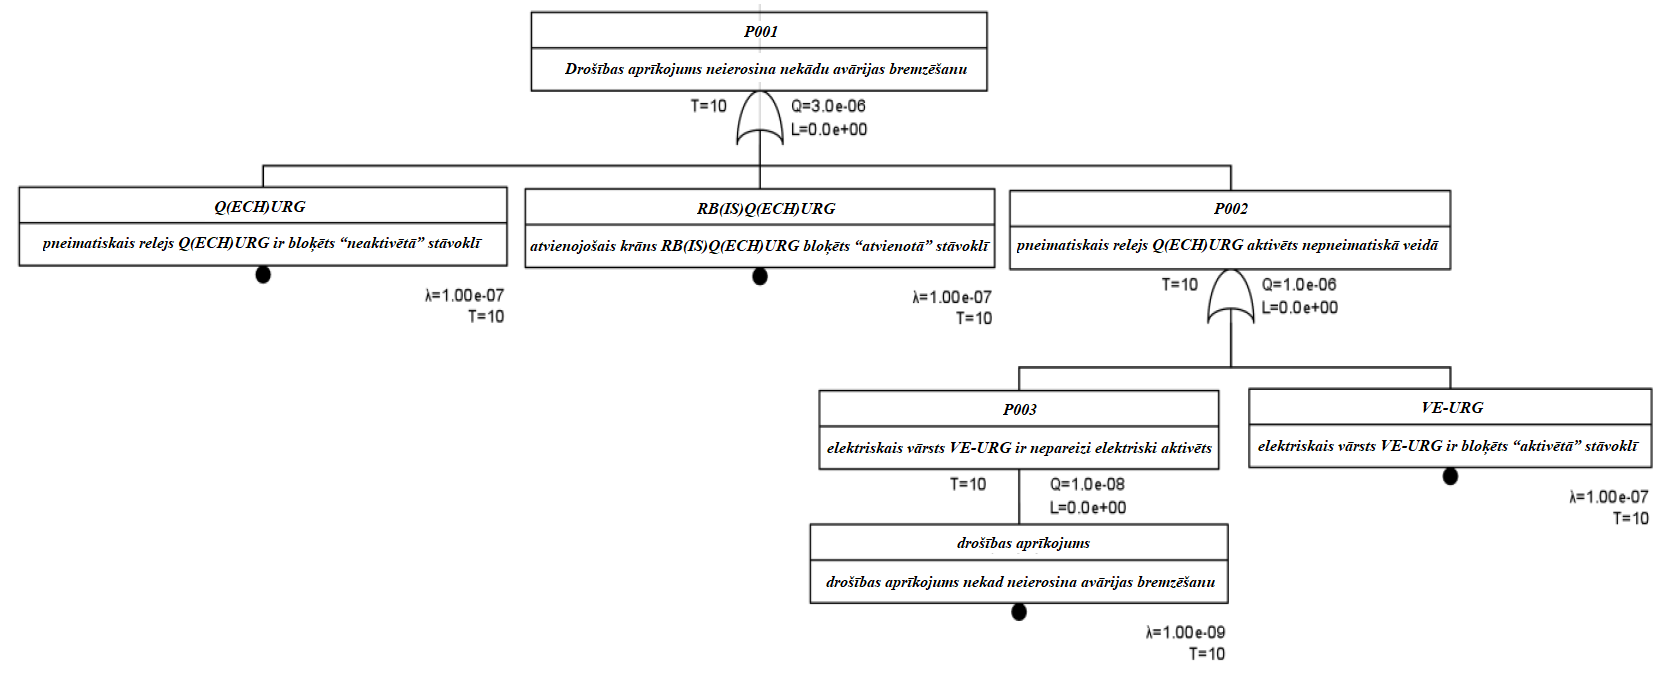 P001
Drošības aprīkojums neierosina nekādu avārijas bremzēšanu
T=10
Q=3.0e-06
L=0.0e+00
Q(ECH)URG
pneimatiskais relejs Q(ECH)URG ir bloķēts “neaktivētā” stāvoklī
λ=1.00e-07
T=10
RB(IS)Q(ECH)URG
atvienojošais krāns RB(IS)Q(ECH)URG bloķēts “atvienotā” stāvoklī
λ=1.00e-07
T=10
P002
pneimatiskais relejs Q(ECH)URG aktivēts nepneimatiskā veidā
T=10
Q=1.0e-06
L=0.0e+00
P003
elektriskais vārsts VE-URG ir nepareizi elektriski aktivēts
T=10
Q=1.0e-08
L=0.0e+00
VE-URG
elektriskais vārsts VE-URG ir bloķēts “aktivētā” stāvoklī
λ=1.00e-07
T=10
drošības aprīkojums
drošības aprīkojums nekad neierosina avārijas bremzēšanu
λ=1.00e-09
T=10